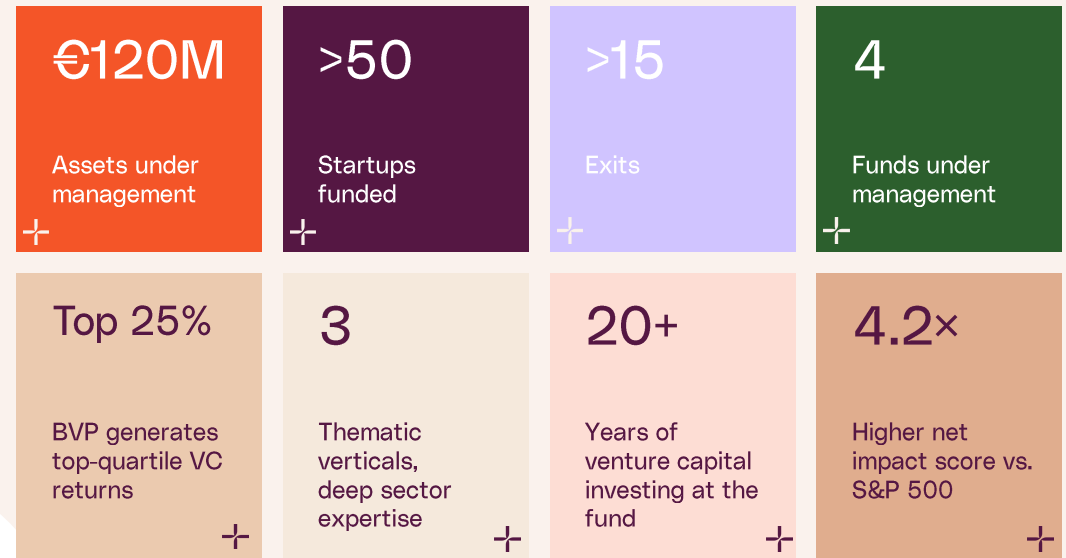 €120M
Assets under
management
>50
Startups
funded
>15
Exits
4
Funds under
management
Top 25%
BVP generates
top-quartile VC
returns
3
Thematic
verticals,
deep sector
expertise
20+
Years of
venture capital
investing at the
fund
4.2×
Higher net
impact score vs.
S&P 500